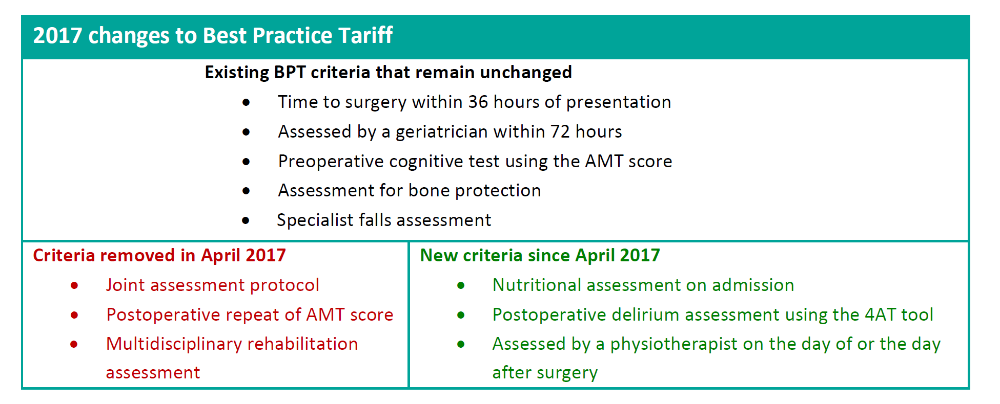 2017 changes to Best Practice Tariff
Existing BPT criteria that remain unchanged
• Time to surgery within 36 hours of presentation
• Assessed by a geriatrician within 72 hours
• Preoperative cognitive test using the AMT score
• Assessment for bone protection
• Specialist falls assessment
Criteria removed in April 2017
• Joint assessment protocol
• Postoperative repeat of AMT score
• Multidisciplinary rehabilitation
assessment
New criteria since April 2017
• Nutritional assessment on admission
• Postoperative delirium assessment using the 4AT tool
• Assessed by a physiotherapist on the day of or the day
after surgery